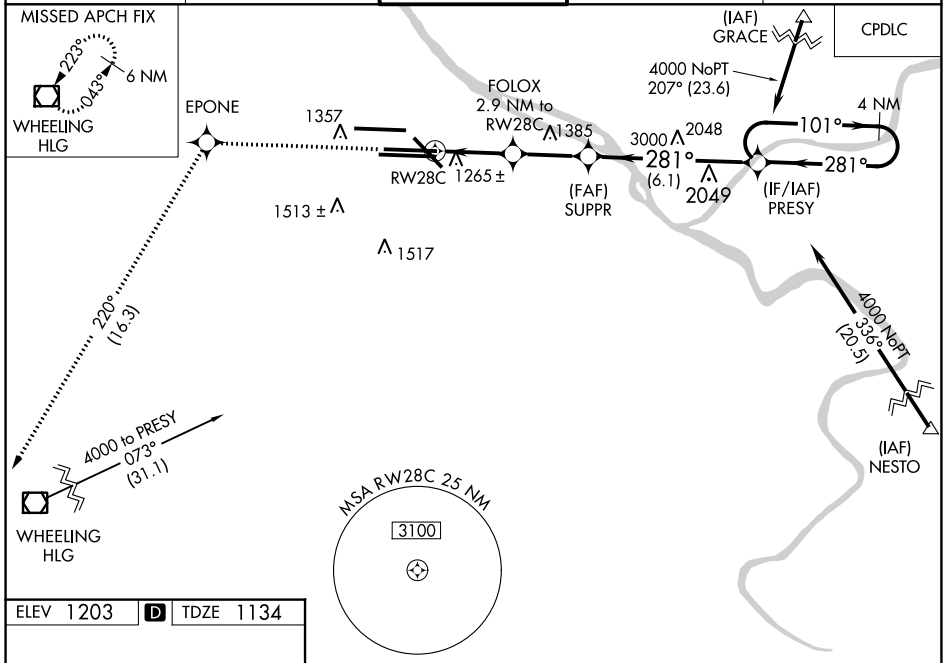 MISSED APCH FIX
223°
043°
6 NM
WHEELING
HLG
(IAF)
GRACE
CPDLC
4000 NoPT
207° (23.6)
4 NM
EPONE
FOLOX
2.9 NM to
RW28C
1357
1385
3000
2048
101°
281°
(6.1)
281°
RW28C
1265 ±
(FAF)
SUPPR
2049
(IF/IAF)
PRESY
1513 ±
1517
220°
(16.3)
4000 NoPT
336°
(20.5)
4000 to PRESY
073°
(31.1)
(IAF)
NESTO
WHEELING
HLG
MSA RW28C 25 NM
3100
ELEV 1203 D TDZE 1134